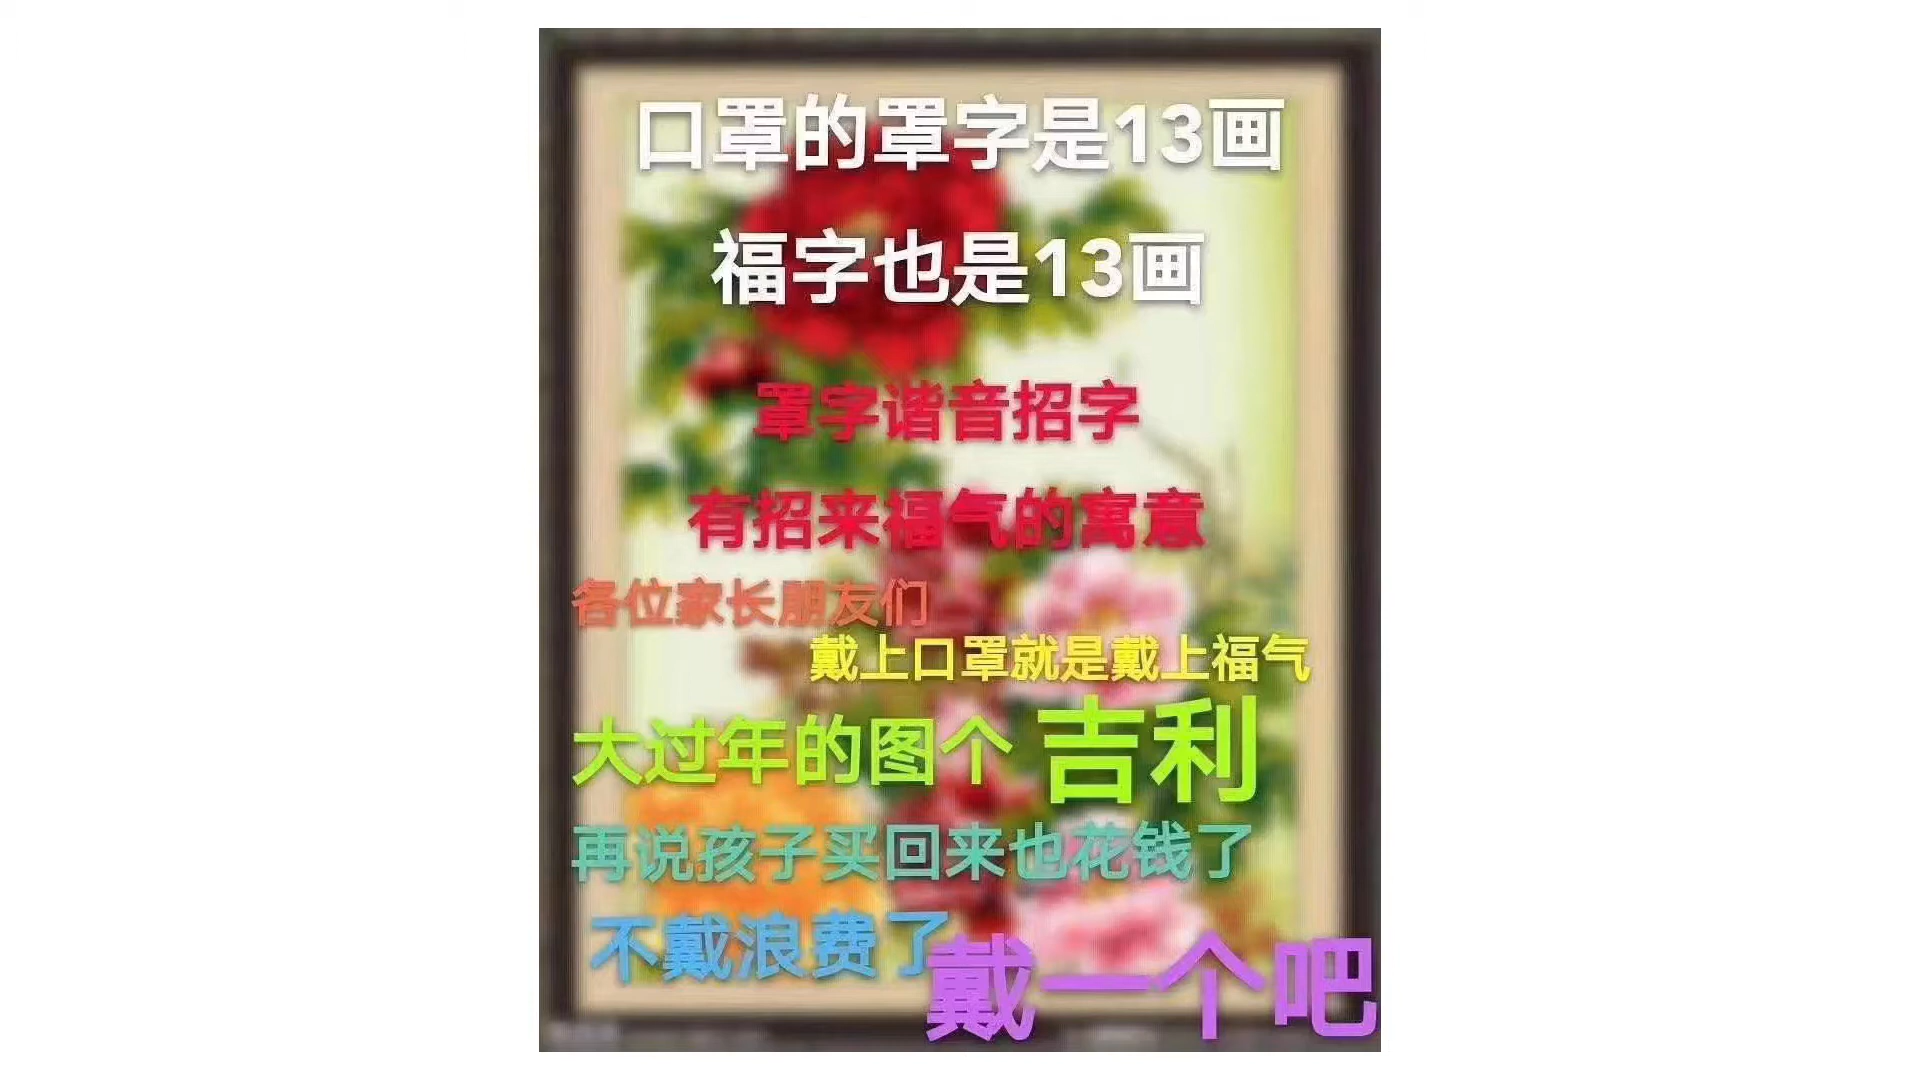 口罩的罩字是13画
福字也是13画
罩字谐音招字
有招来福气的寓意
各位家长朋友们
戴上口罩就是戴上福气
大过年的图个 吉利
再说孩子买回来也花钱了
不戴浪费了
戴一个吧